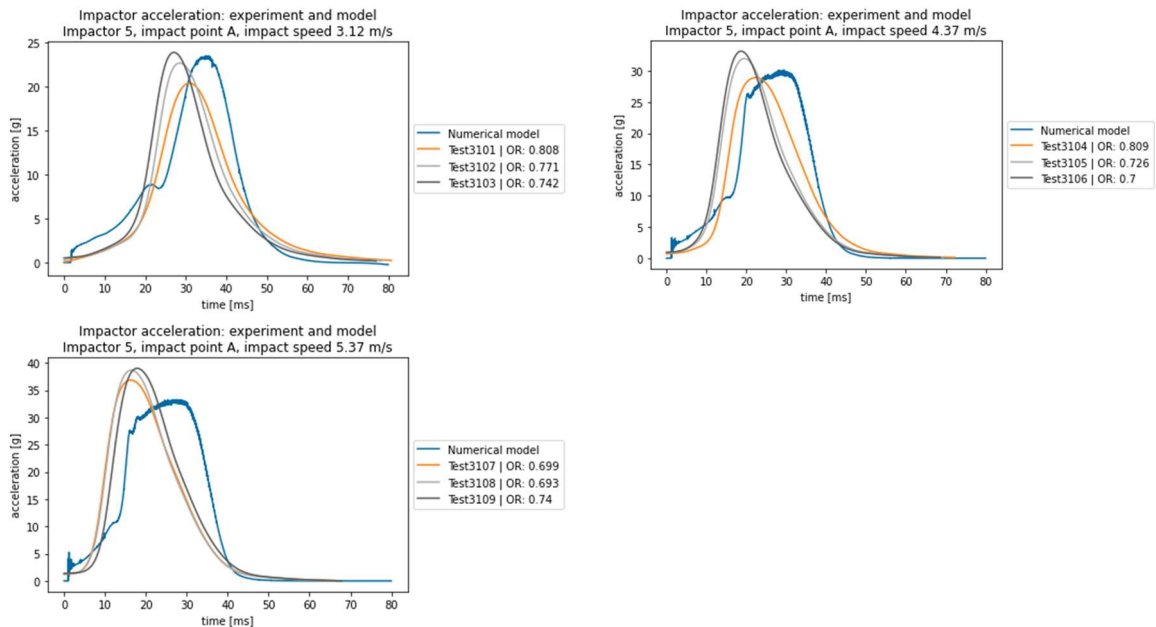 Impactor acceleration: experiment and model
Impactor 5, impact point A, impact speed 3.12 m/s
25
20
15
10
5
0
acceleration [g]
0 10 20 30 40 50 60 70 80
time [ms]
Numerical model
Test3101 | OR: 0.808
Test3102 | OR: 0.771
Test3103 | OR: 0.742
Impactor acceleration: experiment and model
Impactor 5, impact point A, impact speed 4.37 m/s
30
25
20
15
10
5
0
acceleration [g]
0 10 20 30 40 50 60 70 80
time [ms]
Numerical model
Test3104 | OR: 0.809
Test3105 | OR: 0.726
Test3106 | OR: 0.7
Impactor acceleration: experiment and model
Impactor 5, impact point A, impact speed 5.37 m/s
40
35
30
25
20
15
10
5
0
acceleration [g]
0 10 20 30 40 50 60 70 80
time [ms]
Numerical model
Test3107 | OR: 0.699
Test3108 | OR: 0.693
Test3109 | OR: 0.74